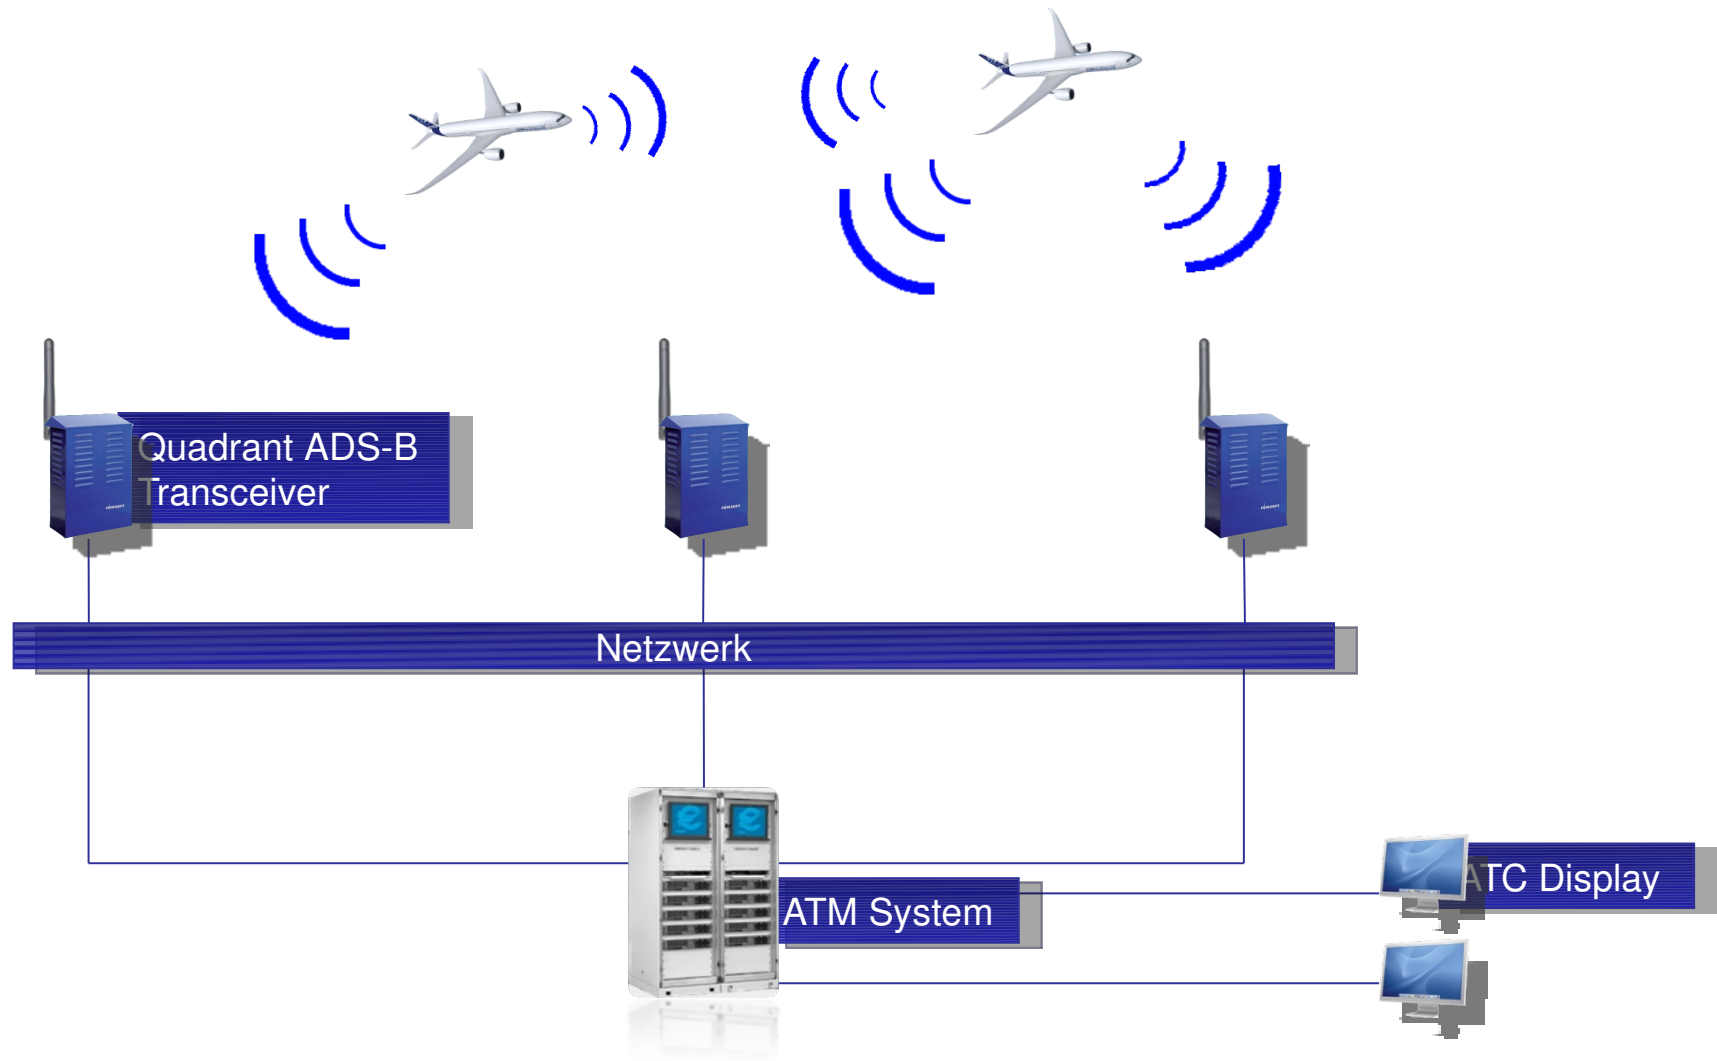 Quadrant ADS-B
Transceiver
Netzwerk
ATM System
ATC Display